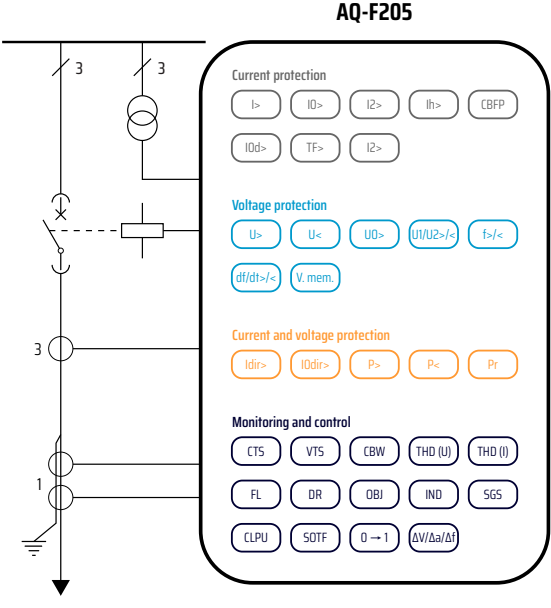 AQ-F205
3 3
Current protection
I> I0> I2> Ih> CBFP
I0d> TF> I2>
Voltage protection
U> U< U0> U1/U2>/< f>/<
df/dt>/< V. mem.
Current and voltage protection
3
Idir> I0dir> P> P< Pr
Monitoring and control
CTS VTS CBW THD (U) THD (I)
1
FL DR OBJ IND SGS
CLPU SOTF 0 → 1 ΔV/Δa/Δf